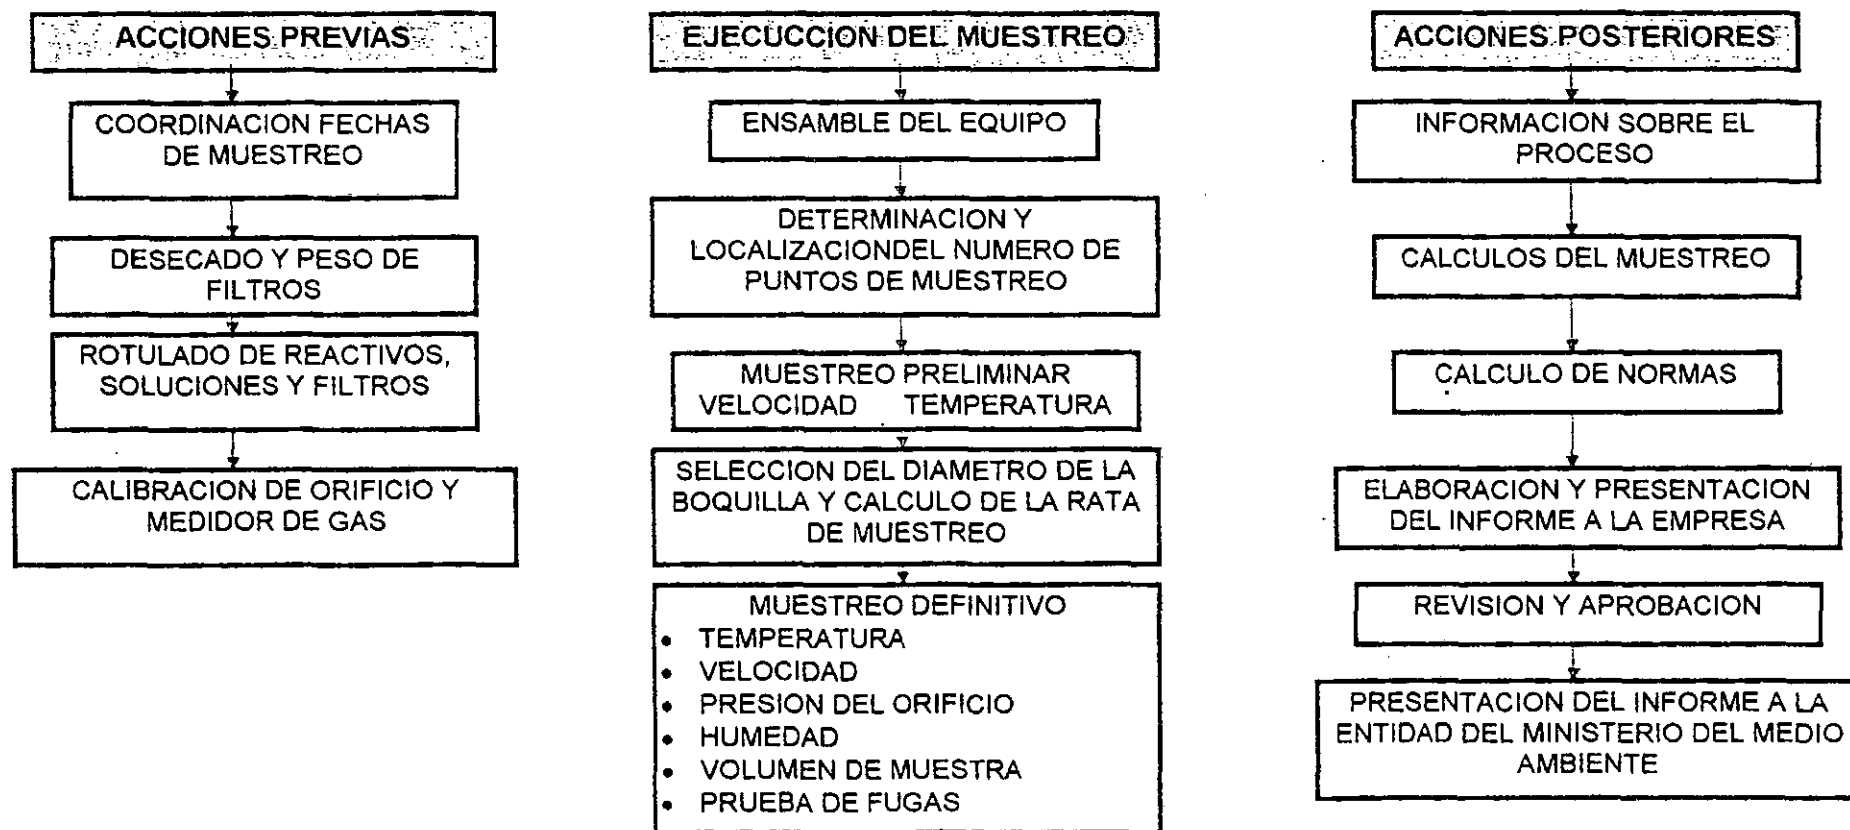 ACCIONES PREVIAS
COORDINACION FECHAS
DE MUESTREO
DESECADO Y PESO DE
FILTROS
ROTULADO DE REACTIVOS,
SOLUCIONES Y FILTROS
CALIBRACION DE ORIFICIO Y
MEDIDOR DE GAS
EJECUCCION DEL MUESTREO
ENSAMBLE DEL EQUIPO
DETERMINACION Y
LOCALIZACIONDEL NUMERO DE
PUNTOS DE MUESTREO
MUESTREO PRELIMINAR
VELOCIDAD TEMPERATURA
SELECCION DEL DIAMETRO DE LA
BOQUILLA Y CALCULO DE LA RATA
DE MUESTREO
MUESTREO DEFINITIVO
• TEMPERATURA
• VELOCIDAD
• PRESION DEL ORIFICIO
• HUMEDAD
• VOLUMEN DE MUESTRA
• PRUEBA DE FUGAS
ACCIONES POSTERIORES
INFORMACION SOBRE EL
PROCESO
CALCULOS DEL MUESTREO
CALCULO DE NORMAS
ELABORACION Y PRESENTACION
DEL INFORME A LA EMPRESA
REVISION Y APROBACION
PRESENTACION DEL INFORME A LA
ENTIDAD DEL MINISTERIO DEL MEDIO
AMBIENTE